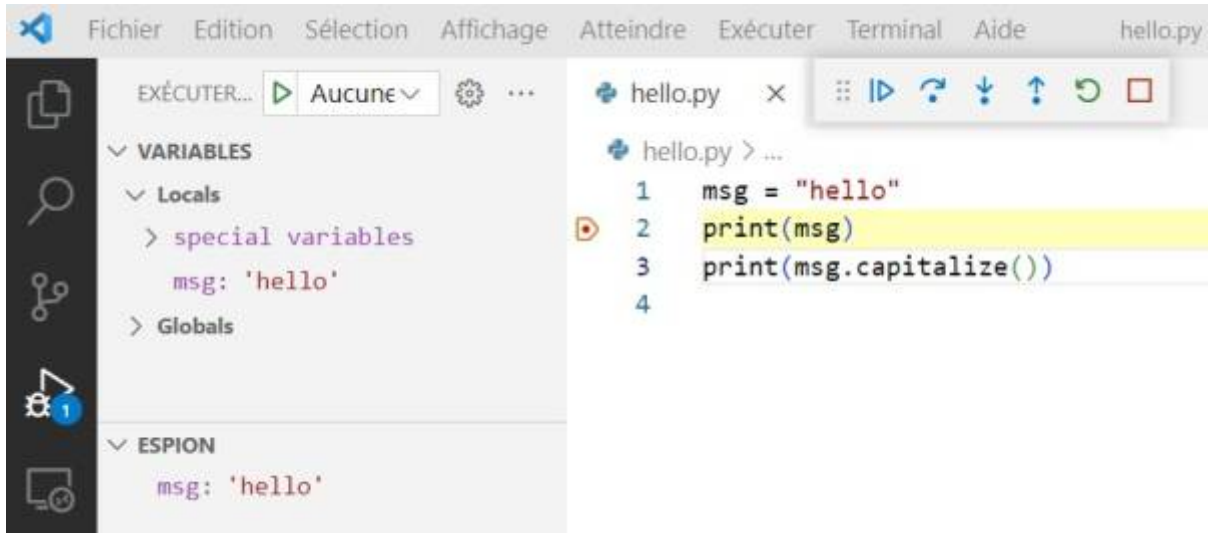 Fichier Edition Sélection Affichage Atteindre Exécuter Terminal Aide hello.py
EXÉCUTER... Aucune
VARIABLES
Locals
special variables
msg: 'hello'
Globals
1
ESPION
msg: 'hello'
hello.py
hello.py > ...
1 msg = "hello"
2 print(msg)
3 print(msg.capitalize())
4